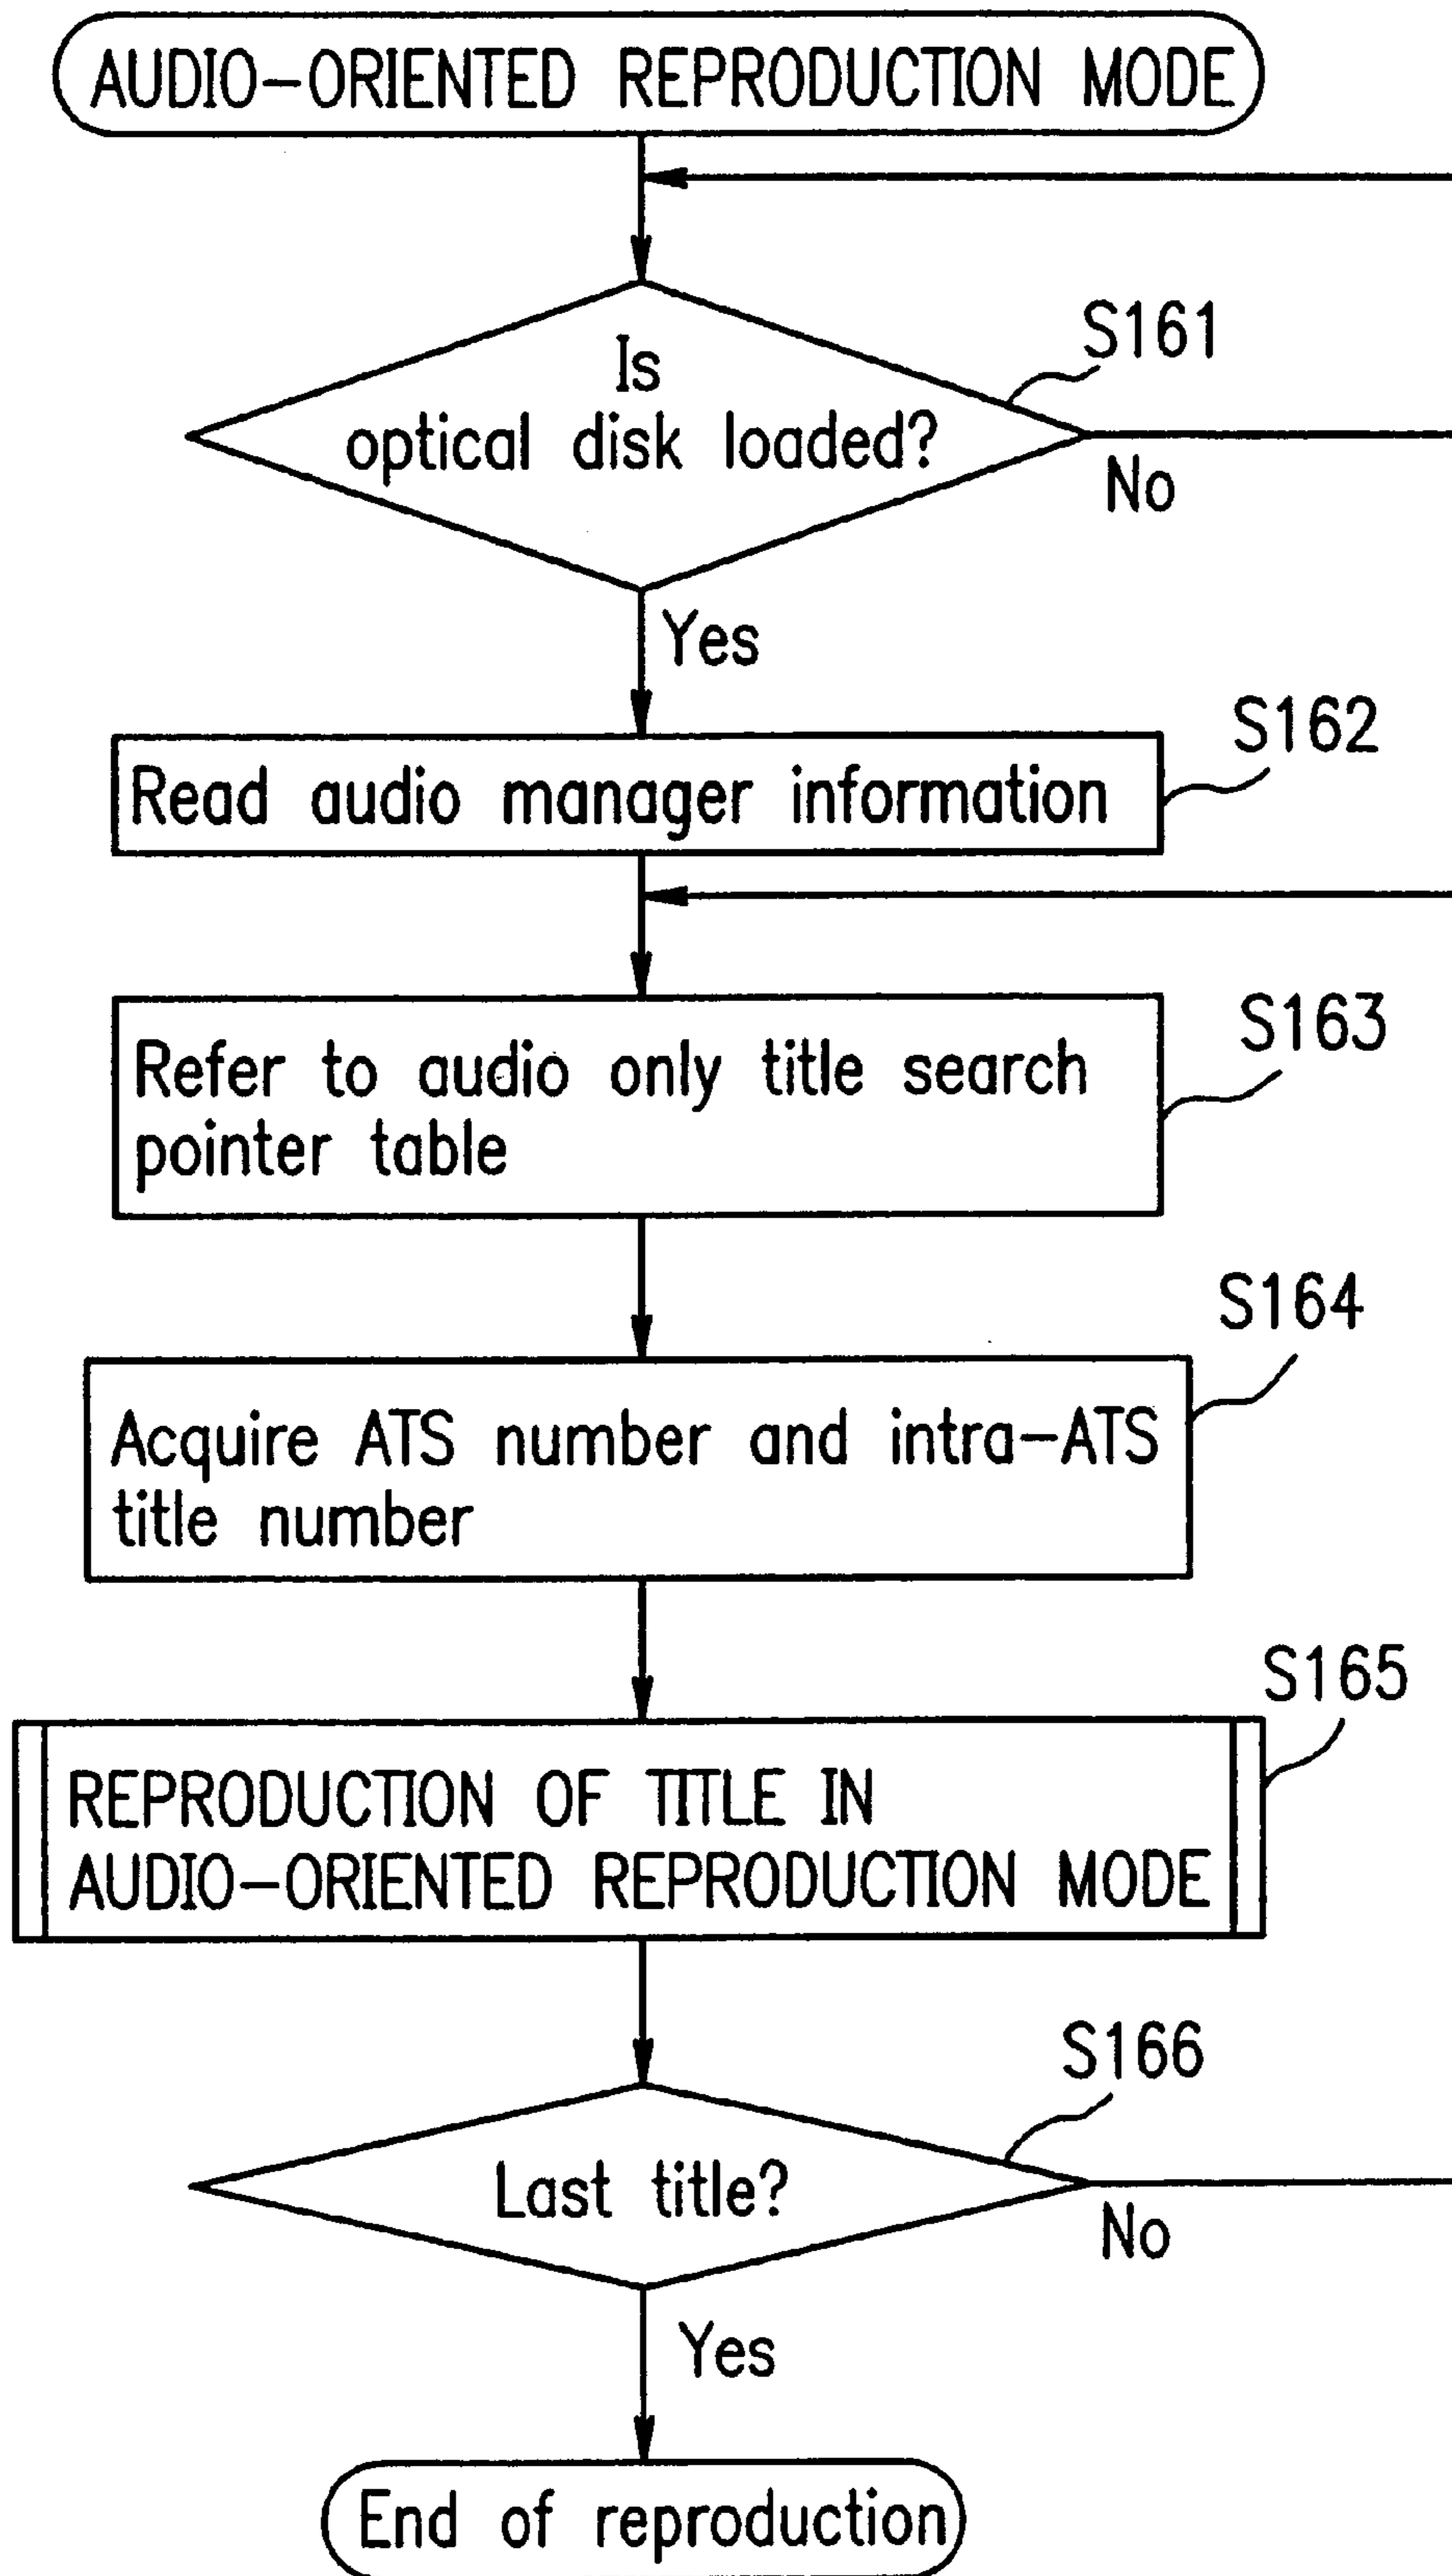 AUDIO-ORIENTED REPRODUCTION MODE
Is
optical disk loaded?
S161
No
Yes
S162
Read audio manager information
S163
Refer to audio only title search
pointer table
S164
Acquire ATS number and intra-ATS
title number
S165
REPRODUCTION OF TITLE IN
AUDIO-ORIENTED REPRODUCTION MODE
S166
Last title?
No
Yes
End of reproduction